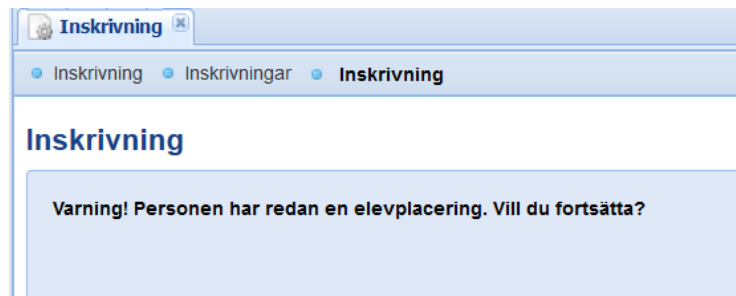 Inskrivning
Inskrivning Inskrivningar Inskrivning
Inskrivning
Varning! Personen har redan en elevplacering. Vill du fortsätta?